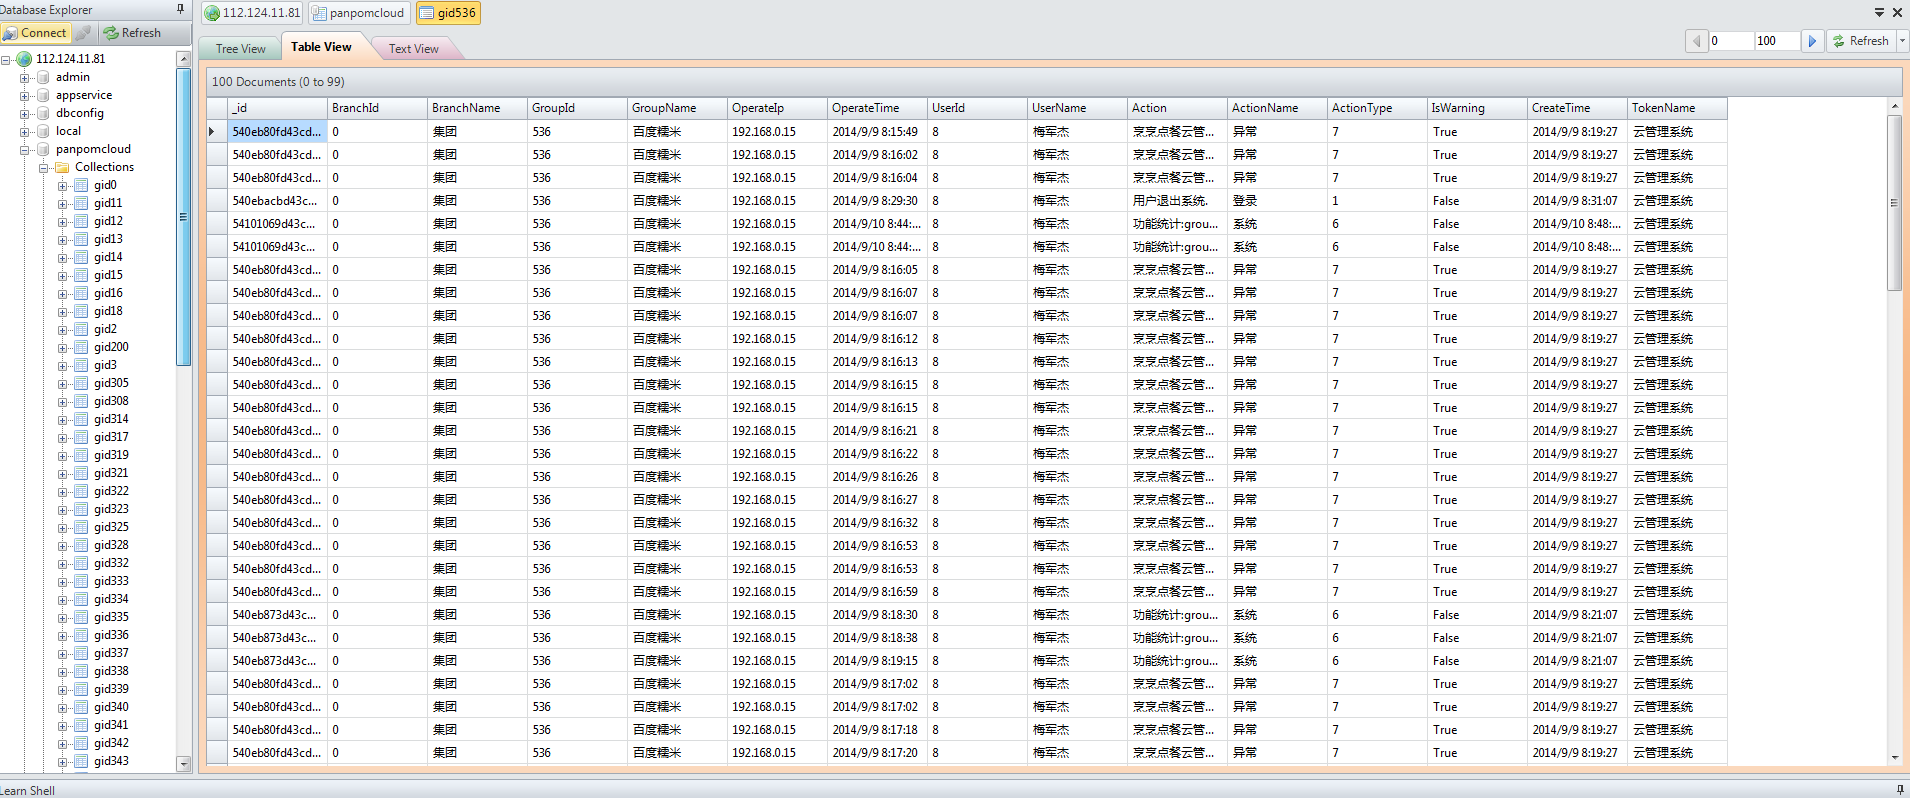 Database Explorer
Connect Refresh
112.124.11.81
admin
appservice
dbconfig
local
panpomcloud
Collections
gid0
gid11
gid12
gid13
gid14
gid15
gid16
gid18
gid2
gid200
gid3
gid305
gid308
gid314
gid317
gid319
gid321
gid322
gid323
gid325
gid328
gid332
gid333
gid334
gid335
gid336
gid337
gid338
gid339
gid340
gid341
gid342
gid343
112.124.11.81 panpomcloud gid536
Tree View Table View Text View
0 100 Refresh
100 Documents (0 to 99)
_id BranchId BranchName GroupId GroupName OperateIp OperateTime UserId UserName Action ActionName ActionType IsWarning CreateTime TokenName
540eb80fd43cd... 0 集团 536 百度糯米 192.168.0.15 2014/9/9 8:15:49 8 梅军杰 烹烹点餐云管... 异常 7 True 2014/9/9 8:19:27 云管理系统
540eb80fd43cd... 0 集团 536 百度糯米 192.168.0.15 2014/9/9 8:16:02 8 梅军杰 烹烹点餐云管... 异常 7 True 2014/9/9 8:19:27 云管理系统
540eb80fd43cd... 0 集团 536 百度糯米 192.168.0.15 2014/9/9 8:16:04 8 梅军杰 烹烹点餐云管... 异常 7 True 2014/9/9 8:19:27 云管理系统
540ebacbd43c... 0 集团 536 百度糯米 192.168.0.15 2014/9/9 8:29:30 8 梅军杰 用户退出系统. 登录 1 False 2014/9/9 8:31:07 云管理系统
54101069d43c... 0 集团 536 百度糯米 192.168.0.15 2014/9/10 8:44:... 8 梅军杰 功能统计:grou... 系统 6 False 2014/9/10 8:48:... 云管理系统
54101069d43c... 0 集团 536 百度糯米 192.168.0.15 2014/9/10 8:44:... 8 梅军杰 功能统计:grou... 系统 6 False 2014/9/10 8:48:... 云管理系统
540eb80fd43cd... 0 集团 536 百度糯米 192.168.0.15 2014/9/9 8:16:05 8 梅军杰 烹烹点餐云管... 异常 7 True 2014/9/9 8:19:27 云管理系统
540eb80fd43cd... 0 集团 536 百度糯米 192.168.0.15 2014/9/9 8:16:07 8 梅军杰 烹烹点餐云管... 异常 7 True 2014/9/9 8:19:27 云管理系统
540eb80fd43cd... 0 集团 536 百度糯米 192.168.0.15 2014/9/9 8:16:07 8 梅军杰 烹烹点餐云管... 异常 7 True 2014/9/9 8:19:27 云管理系统
540eb80fd43cd... 0 集团 536 百度糯米 192.168.0.15 2014/9/9 8:16:12 8 梅军杰 烹烹点餐云管... 异常 7 True 2014/9/9 8:19:27 云管理系统
540eb80fd43cd... 0 集团 536 百度糯米 192.168.0.15 2014/9/9 8:16:13 8 梅军杰 烹烹点餐云管... 异常 7 True 2014/9/9 8:19:27 云管理系统
540eb80fd43cd... 0 集团 536 百度糯米 192.168.0.15 2014/9/9 8:16:15 8 梅军杰 烹烹点餐云管... 异常 7 True 2014/9/9 8:19:27 云管理系统
540eb80fd43cd... 0 集团 536 百度糯米 192.168.0.15 2014/9/9 8:16:15 8 梅军杰 烹烹点餐云管... 异常 7 True 2014/9/9 8:19:27 云管理系统
540eb80fd43cd... 0 集团 536 百度糯米 192.168.0.15 2014/9/9 8:16:21 8 梅军杰 烹烹点餐云管... 异常 7 True 2014/9/9 8:19:27 云管理系统
540eb80fd43cd... 0 集团 536 百度糯米 192.168.0.15 2014/9/9 8:16:22 8 梅军杰 烹烹点餐云管... 异常 7 True 2014/9/9 8:19:27 云管理系统
540eb80fd43cd... 0 集团 536 百度糯米 192.168.0.15 2014/9/9 8:16:26 8 梅军杰 烹烹点餐云管... 异常 7 True 2014/9/9 8:19:27 云管理系统
540eb80fd43cd... 0 集团 536 百度糯米 192.168.0.15 2014/9/9 8:16:27 8 梅军杰 烹烹点餐云管... 异常 7 True 2014/9/9 8:19:27 云管理系统
540eb80fd43cd... 0 集团 536 百度糯米 192.168.0.15 2014/9/9 8:16:32 8 梅军杰 烹烹点餐云管... 异常 7 True 2014/9/9 8:19:27 云管理系统
540eb80fd43cd... 0 集团 536 百度糯米 192.168.0.15 2014/9/9 8:16:53 8 梅军杰 烹烹点餐云管... 异常 7 True 2014/9/9 8:19:27 云管理系统
540eb80fd43cd... 0 集团 536 百度糯米 192.168.0.15 2014/9/9 8:16:53 8 梅军杰 烹烹点餐云管... 异常 7 True 2014/9/9 8:19:27 云管理系统
540eb80fd43cd... 0 集团 536 百度糯米 192.168.0.15 2014/9/9 8:16:59 8 梅军杰 烹烹点餐云管... 异常 7 True 2014/9/9 8:19:27 云管理系统
540eb873d43c... 0 集团 536 百度糯米 192.168.0.15 2014/9/9 8:18:30 8 梅军杰 功能统计:grou... 系统 6 False 2014/9/9 8:21:07 云管理系统
540eb873d43c... 0 集团 536 百度糯米 192.168.0.15 2014/9/9 8:18:38 8 梅军杰 功能统计:grou... 系统 6 False 2014/9/9 8:21:07 云管理系统
540eb873d43c... 0 集团 536 百度糯米 192.168.0.15 2014/9/9 8:19:15 8 梅军杰 功能统计:grou... 系统 6 False 2014/9/9 8:21:07 云管理系统
540eb80fd43cd... 0 集团 536 百度糯米 192.168.0.15 2014/9/9 8:17:02 8 梅军杰 烹烹点餐云管... 异常 7 True 2014/9/9 8:19:27 云管理系统
540eb80fd43cd... 0 集团 536 百度糯米 192.168.0.15 2014/9/9 8:17:02 8 梅军杰 烹烹点餐云管... 异常 7 True 2014/9/9 8:19:27 云管理系统
540eb80fd43cd... 0 集团 536 百度糯米 192.168.0.15 2014/9/9 8:17:18 8 梅军杰 烹烹点餐云管... 异常 7 True 2014/9/9 8:19:27 云管理系统
540eb80fd43cd... 0 集团 536 百度糯米 192.168.0.15 2014/9/9 8:17:20 8 梅军杰 烹烹点餐云管... 异常 7 True 2014/9/9 8:19:27 云管理系统
Learn Shell